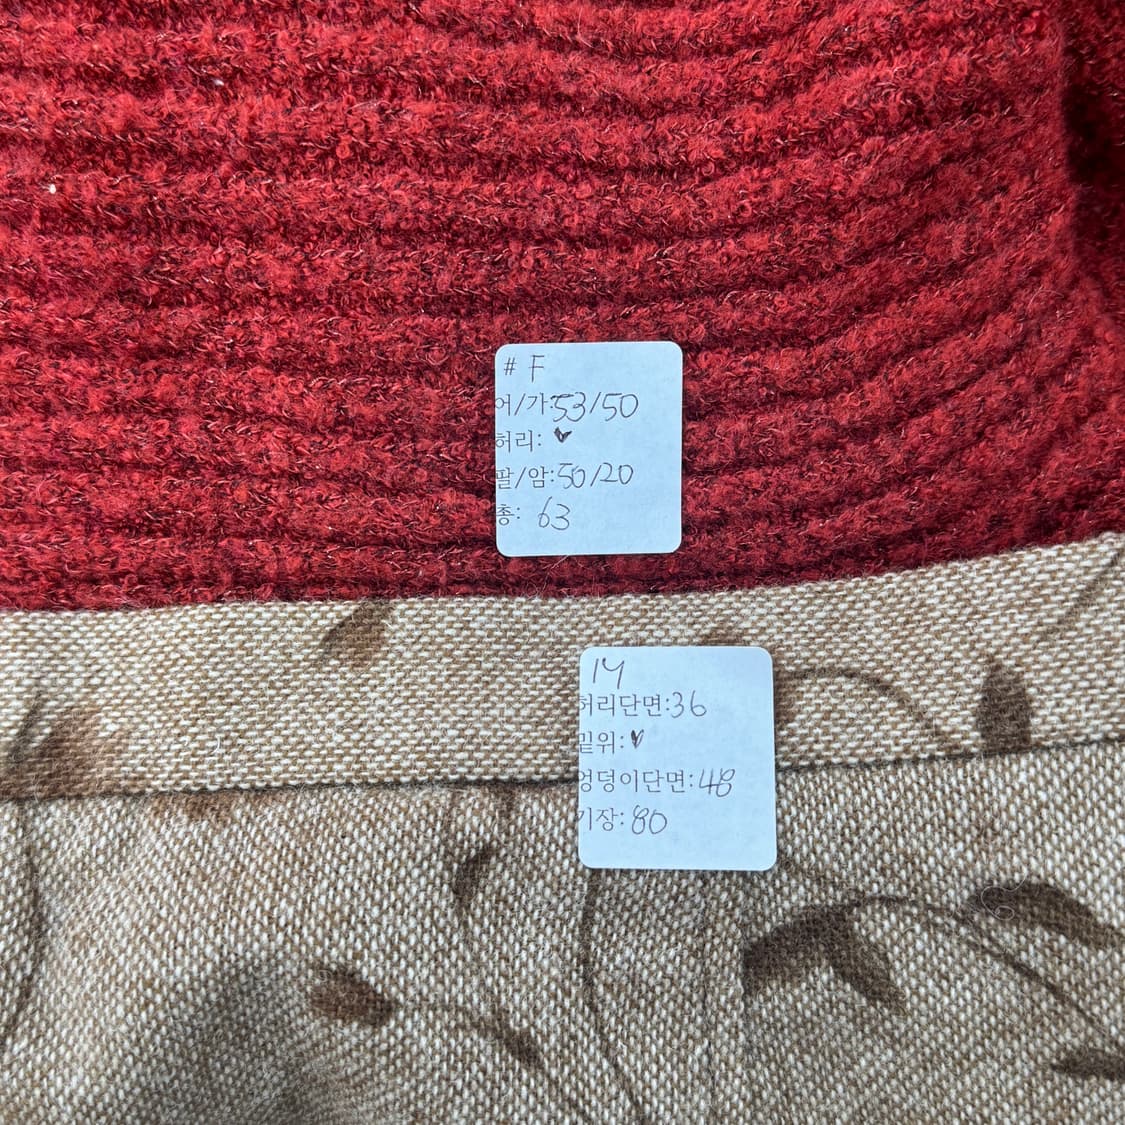 # F
어/가:53/50
허리: ♥
팔/암:50/20
총: 63
14
허리단면:36
밑위:♥
엉덩이단면:48
기장:80